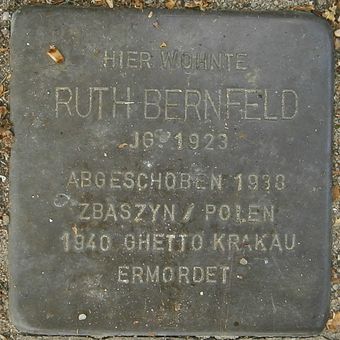 HIER WOHNTE
RUTH BERNFELD
JG. 1923
ABGESCHOBEN 1938
ZBASZYN / POLEN
1940 GHETTO KRAKAU
ERMORDET